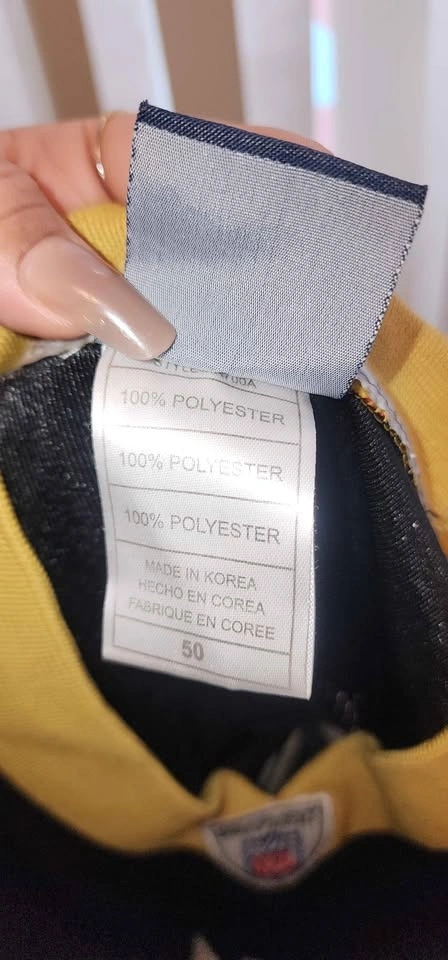 100% POLYESTER
100% POLYESTER
100% POLYESTER
MADE IN KOREA
HECHO EN COREA
FABRIQUE EN COREE
50